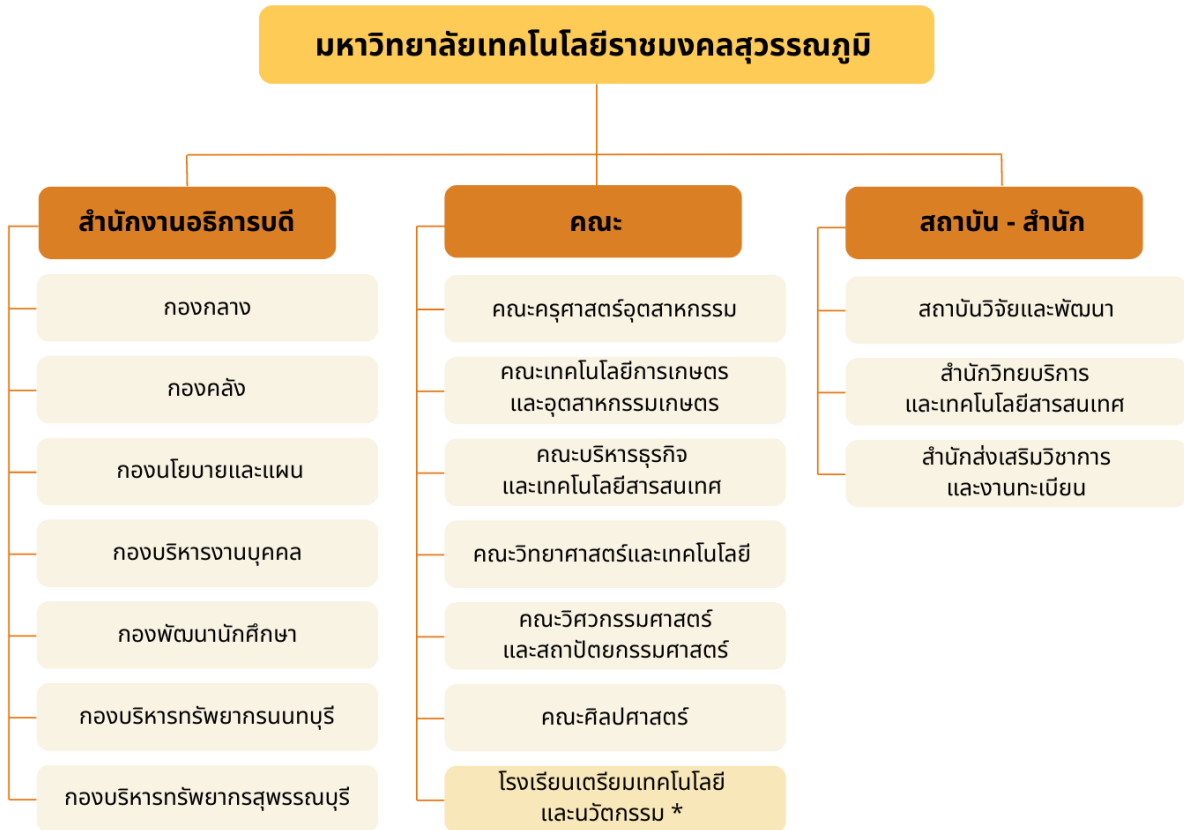 มหาวิทยาลัยเทคโนโลยีราชมงคลสุวรรณภูมิ
สำนักงานอธิการบดี
กองกลาง
กองคลัง
กองนโยบายและแผน
กองบริหารงานบุคคล
กองพัฒนานักศึกษา
กองบริหารทรัพยากรนนทบุรี
กองบริหารทรัพยากรสุพรรณบุรี
คณะ
คณะครุศาสตร์อุตสาหกรรม
คณะเทคโนโลยีการเกษตร
และอุตสาหกรรมเกษตร
คณะบริหารธุรกิจ
และเทคโนโลยีสารสนเทศ
คณะวิทยาศาสตร์และเทคโนโลยี
คณะวิศวกรรมศาสตร์
และสถาปัตยกรรมศาสตร์
คณะศิลปศาสตร์
โรงเรียนเตรียมเทคโนโลยี
และนวัตกรรม *
สถาบัน - สำนัก
สถาบันวิจัยและพัฒนา
สำนักวิทยบริการ
และเทคโนโลยีสารสนเทศ
สำนักส่งเสริมวิชาการ
และงานทะเบียน